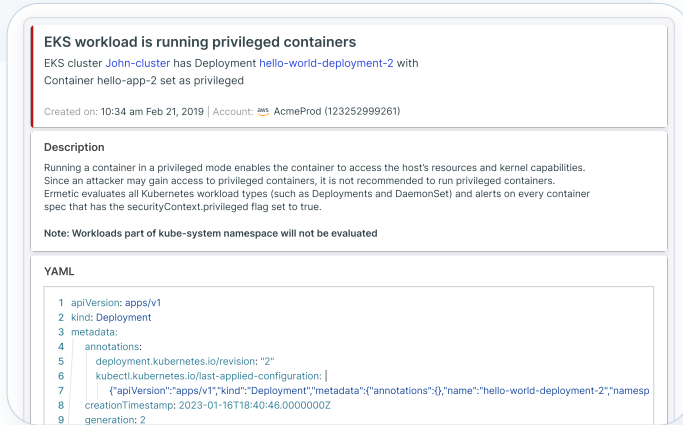 EKS workload is running privileged containers
EKS cluster John-cluster has Deployment hello-world-deployment-2 with
Container hello-app-2 set as privileged
Created on: 10:34 am Feb 21, 2019 | Account: aws AcmeProd (123252999261)
Description
Running a container in a privileged mode enables the container to access the host's resources and kernel capabilities.
Since an attacker may gain access to privileged containers, it is not recommended to run privileged containers.
Ermetic evaluates all Kubernetes workload types (such as Deployments and DaemonSet) and alerts on every container
spec that has the securityContext.privileged flag set to true.
Note: Workloads part of kube-system namespace will not be evaluated
YAML
1 apiVersion: apps/v1
2 kind: Deployment
3 metadata:
4 annotations:
5 deployment.kubernetes.io/revision: "2"
6 kubectl.kubernetes.io/last-applied-configuration: |
7 {"apiVersion":"apps/v1","kind":"Deployment","metadata":{"annotations":{},"name":"hello-world-deployment-2","namesp
8 creationTimestamp: 2023-01-16T18:40:46.0000000Z
9 generation: 2